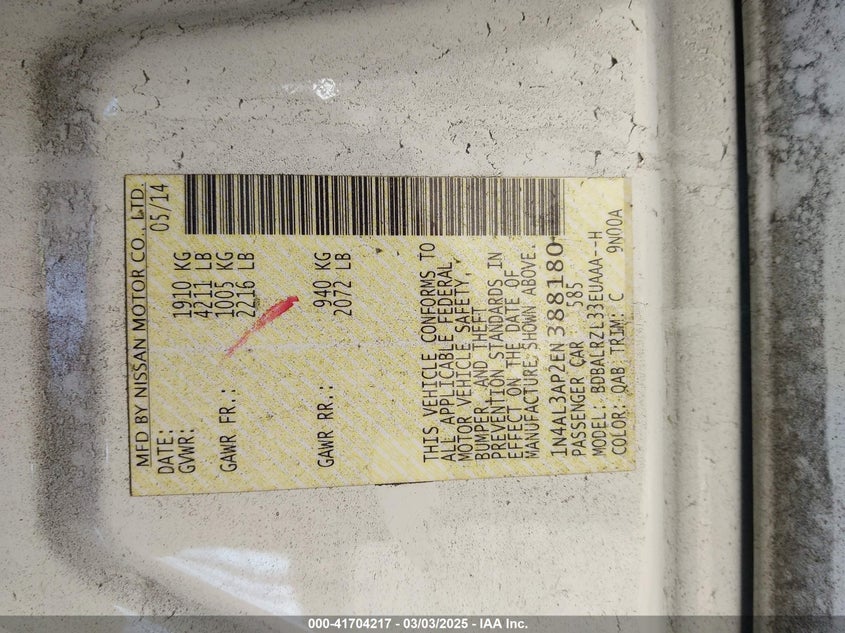 MFD BY NISSAN MOTOR CO., LTD.
DATE: 05/14
GVWR: 1910 KG
4211 LB
GAWR FR.: 1005 KG
2216 LB
GAWR RR.: 940 KG
2072 LB
THIS VEHICLE CONFORMS TO
ALL APPLICABLE FEDERAL
MOTOR VEHICLE SAFETY,
BUMPER, AND THEFT
PREVENTION STANDARDS IN
EFFECT ON THE DATE OF
MANUFACTURE SHOWN ABOVE.
1N4AL3AP2EN388180
PASSENGER CAR 585
MODEL: BDBALRZL33EUAAA--H
COLOR: QAB TRIM: C 9N00A
000-41704217 - 03/03/2025 - IAA Inc.